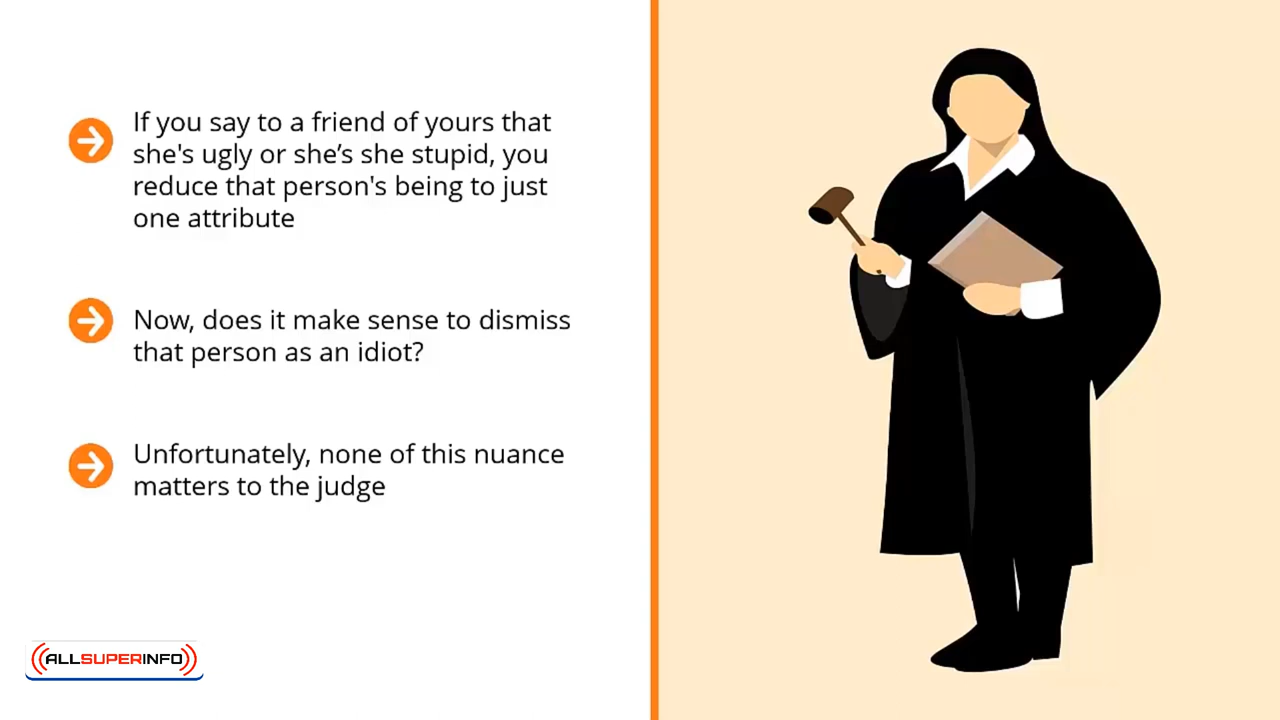 If you say to a friend of yours that
she's ugly or she’s she stupid, you
reduce that person's being to just
one attribute
Now, does it make sense to dismiss
that person as an idiot?
Unfortunately, none of this nuance
matters to the judge
ALLSUPERINFO